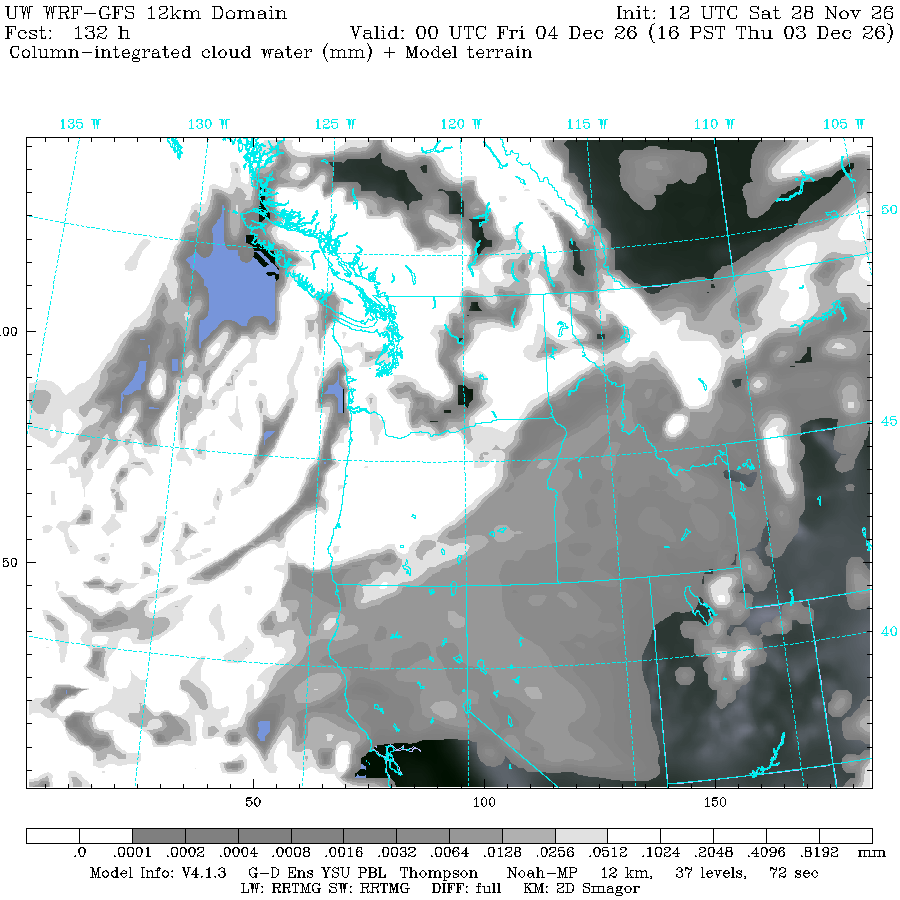 UW WRF-GFS 12km Domain Init: 12 UTC Sat 28 Nov 26
Fcst: 132 h Valid: 00 UTC Fri 04 Dec 26 (16 PST Thu 03 Dec 26)
Column-integrated cloud water (mm) + Model terrain
135 W 130 W 125 W 120 W 115 W 110 W 105 W
50
00
45
50
40
50 100 150
.0 .0001 .0002 .0004 .0008 .0016 .0032 .0064 .0128 .0256 .0512 .1024 .2048 .4096 .8192 mm
Model Info: V4.1.3 G-D Ens YSU PBL Thompson Noah-MP 12 km, 37 levels, 72 sec
LW: RRTMG SW: RRTMG DIFF: full KM: 2D Smagor